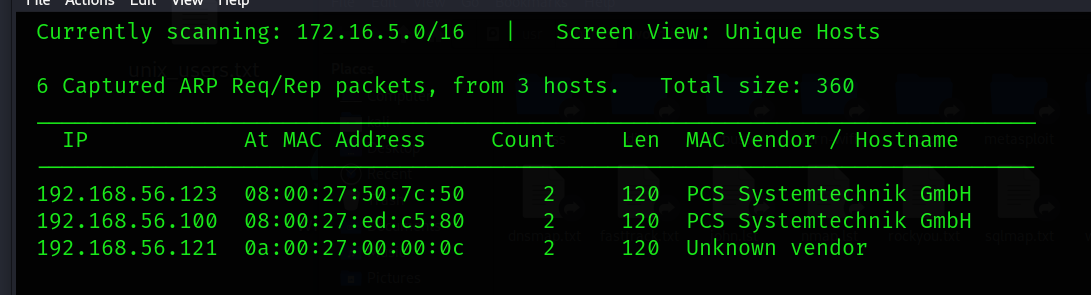 File Actions Edit View Help
Currently scanning: 172.16.5.0/16 | Screen View: Unique Hosts
6 Captured ARP Req/Rep packets, from 3 hosts. Total size: 360
IP At MAC Address Count Len MAC Vendor / Hostname
192.168.56.123 08:00:27:50:7c:50 2 120 PCS Systemtechnik GmbH
192.168.56.100 08:00:27:ed:c5:80 2 120 PCS Systemtechnik GmbH
192.168.56.121 0a:00:27:00:00:0c 2 120 Unknown vendor
Pictures